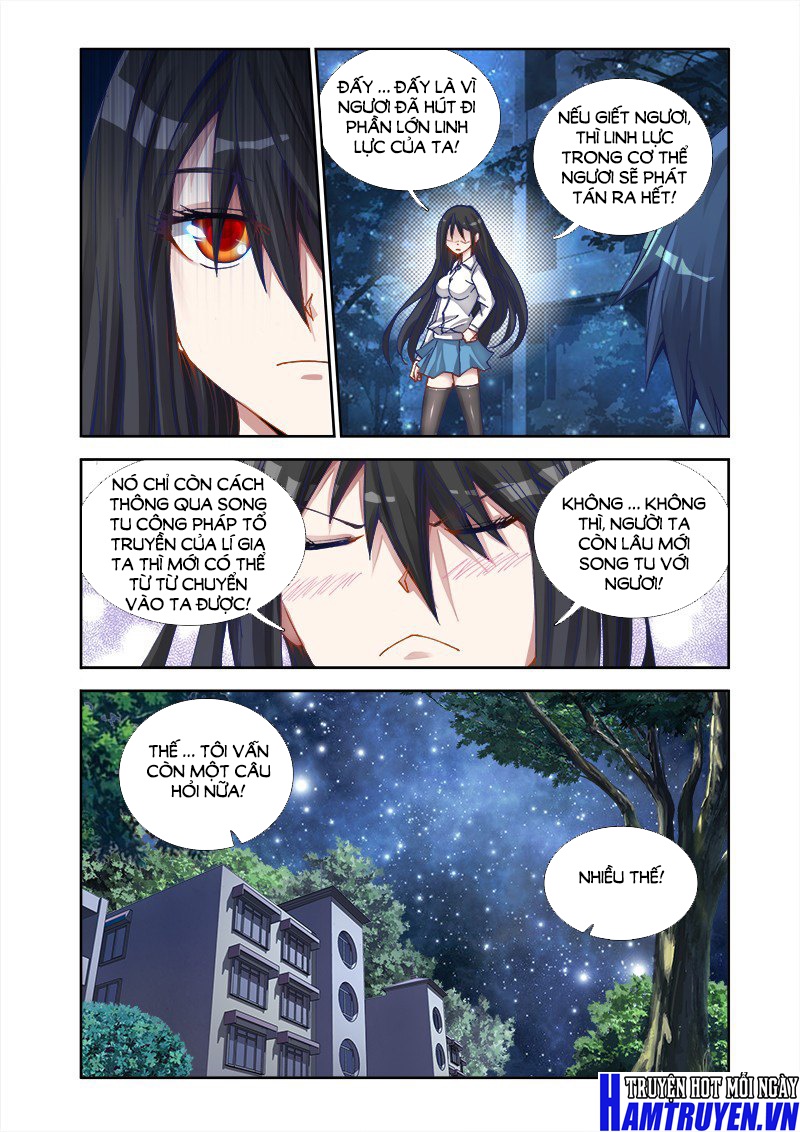 ĐẤY ... ĐẤY LÀ VÌ
NGƯƠI ĐÃ HÚT ĐI
PHẦN LỚN LINH
LỰC CỦA TA!
NẾU GIẾT NGƯƠI,
THÌ LINH LỰC
TRONG CƠ THỂ
NGƯƠI SẼ PHÁT
TÁN RA HẾT!
NÓ CHỈ CÒN CÁCH
THÔNG QUA SONG
TU CÔNG PHÁP TỔ
TRUYỀN CỦA LÍ GIA
TA THÌ MỚI CÓ THỂ
TỪ TỪ CHUYỂN
VÀO TA ĐƯỢC!
KHÔNG ... KHÔNG
THÌ, NGƯỜI TA
CÒN LÂU MỚI
SONG TU VỚI
NGƯƠI!
THẾ ... TÔI VẤN
CÒN MỘT CÂU
HỎI NỮA!
NHIỀU THẾ!
TRUYỆN HOT MỖI NGÀY
HAMTRUYEN.VN